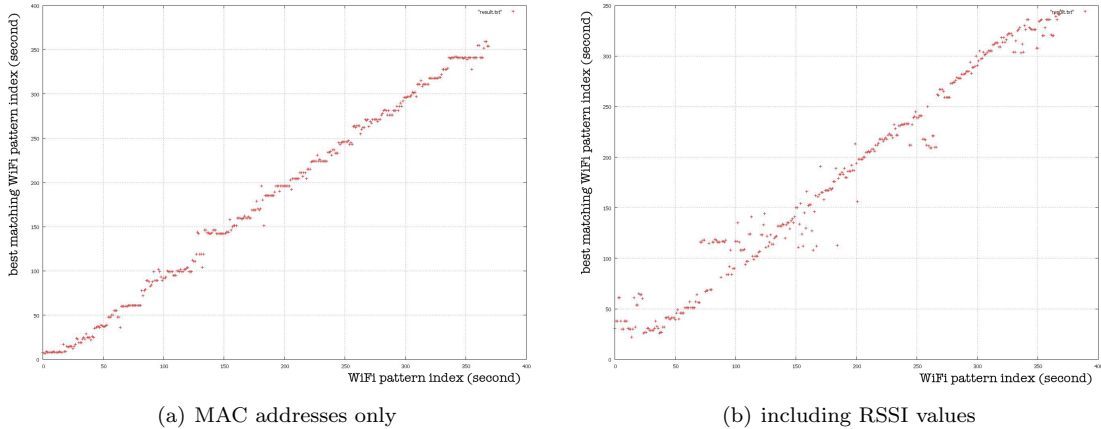 400
350
300
250
200
150
100
50
0
0 50 100 150 200 250 300 350 400
"result.txt"
best matching WiFi pattern index (second)
WiFi pattern index (second)
(a) MAC addresses only
350
300
250
200
150
100
50
0
0 50 100 150 200 250 300 350 400
"result.txt"
best matching WiFi pattern index (second)
WiFi pattern index (second)
(b) including RSSI values